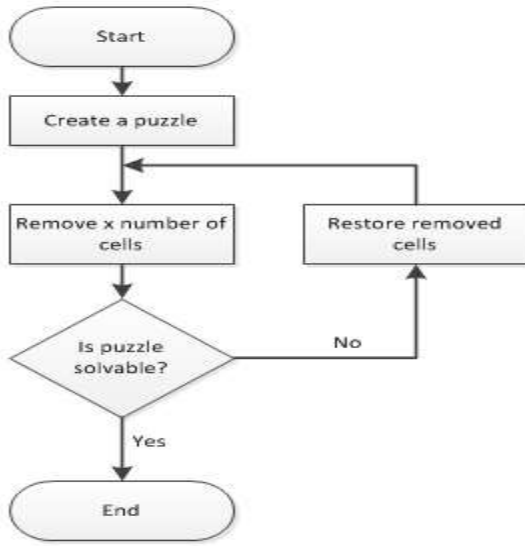 Start
Create a puzzle
Remove x number of
cells
Restore removed
cells
Is puzzle
solvable?
No
Yes
End